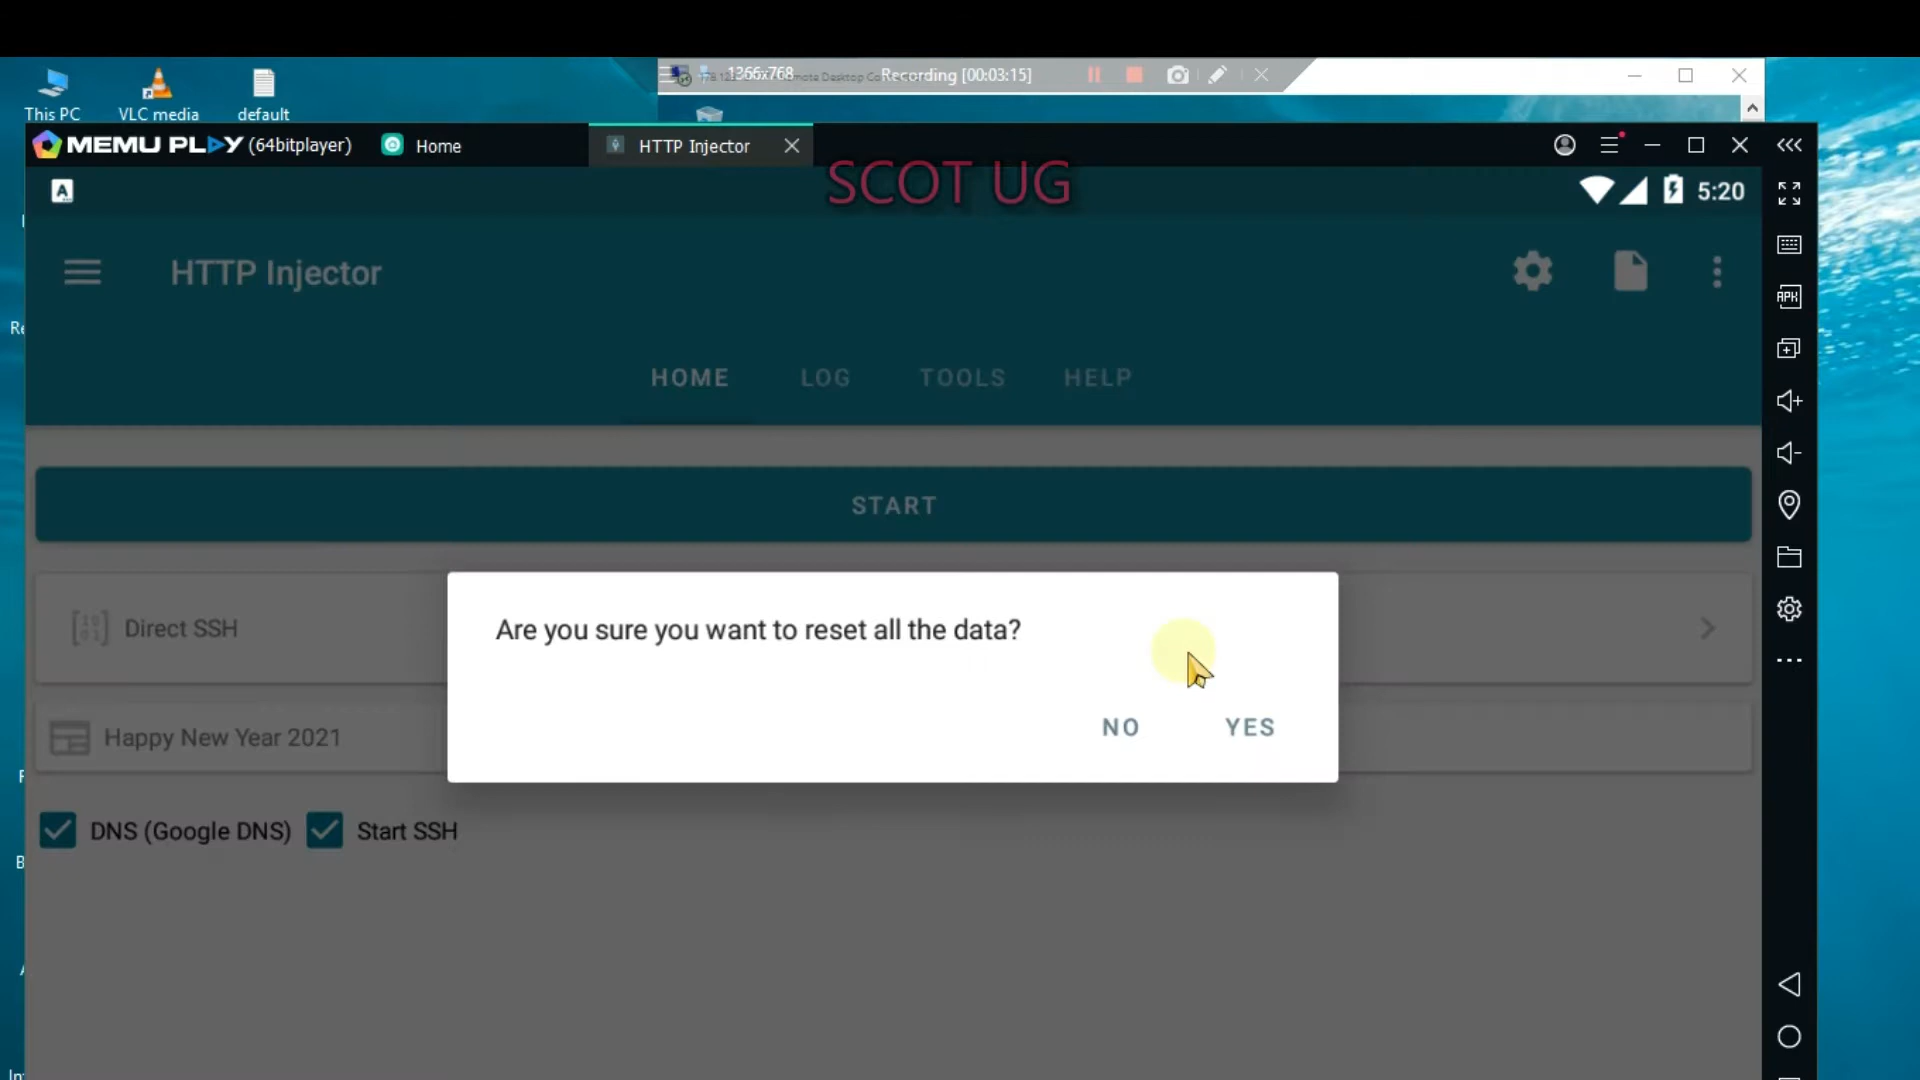 1366x768
Recording [00:03:15]
This PC
VLC media
default
MEMU PLAY (64bitplayer)
Home
HTTP Injector
SCOT UG
A
5:20
HTTP Injector
APK
HOME
LOG
TOOLS
HELP
START
Direct SSH
Are you sure you want to reset all the data?
NO
YES
Happy New Year 2021
DNS (Google DNS)
Start SSH